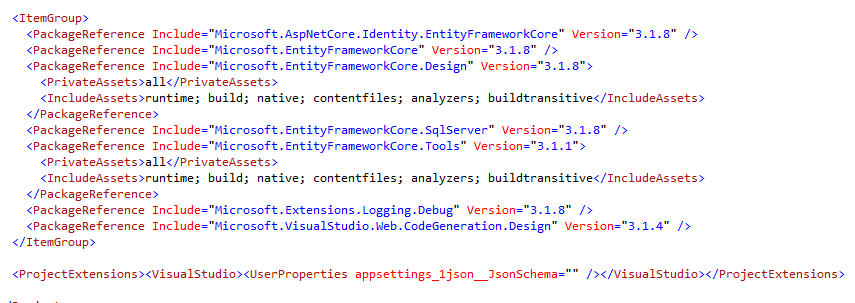 <ItemGroup>
<PackageReference Include="Microsoft.AspNetCore.Identity.EntityFrameworkCore" Version="3.1.8" />
<PackageReference Include="Microsoft.EntityFrameworkCore" Version="3.1.8" />
<PackageReference Include="Microsoft.EntityFrameworkCore.Design" Version="3.1.8">
<PrivateAssets>all</PrivateAssets>
<IncludeAssets>runtime; build; native; contentfiles; analyzers; buildtransitive</IncludeAssets>
</PackageReference>
<PackageReference Include="Microsoft.EntityFrameworkCore.SqlServer" Version="3.1.8" />
<PackageReference Include="Microsoft.EntityFrameworkCore.Tools" Version="3.1.1">
<PrivateAssets>all</PrivateAssets>
<IncludeAssets>runtime; build; native; contentfiles; analyzers; buildtransitive</IncludeAssets>
</PackageReference>
<PackageReference Include="Microsoft.Extensions.Logging.Debug" Version="3.1.8" />
<PackageReference Include="Microsoft.VisualStudio.Web.CodeGeneration.Design" Version="3.1.4" />
</ItemGroup>
<ProjectExtensions><VisualStudio><UserProperties appsettings_1json__JsonSchema="" /></VisualStudio></ProjectExtensions>